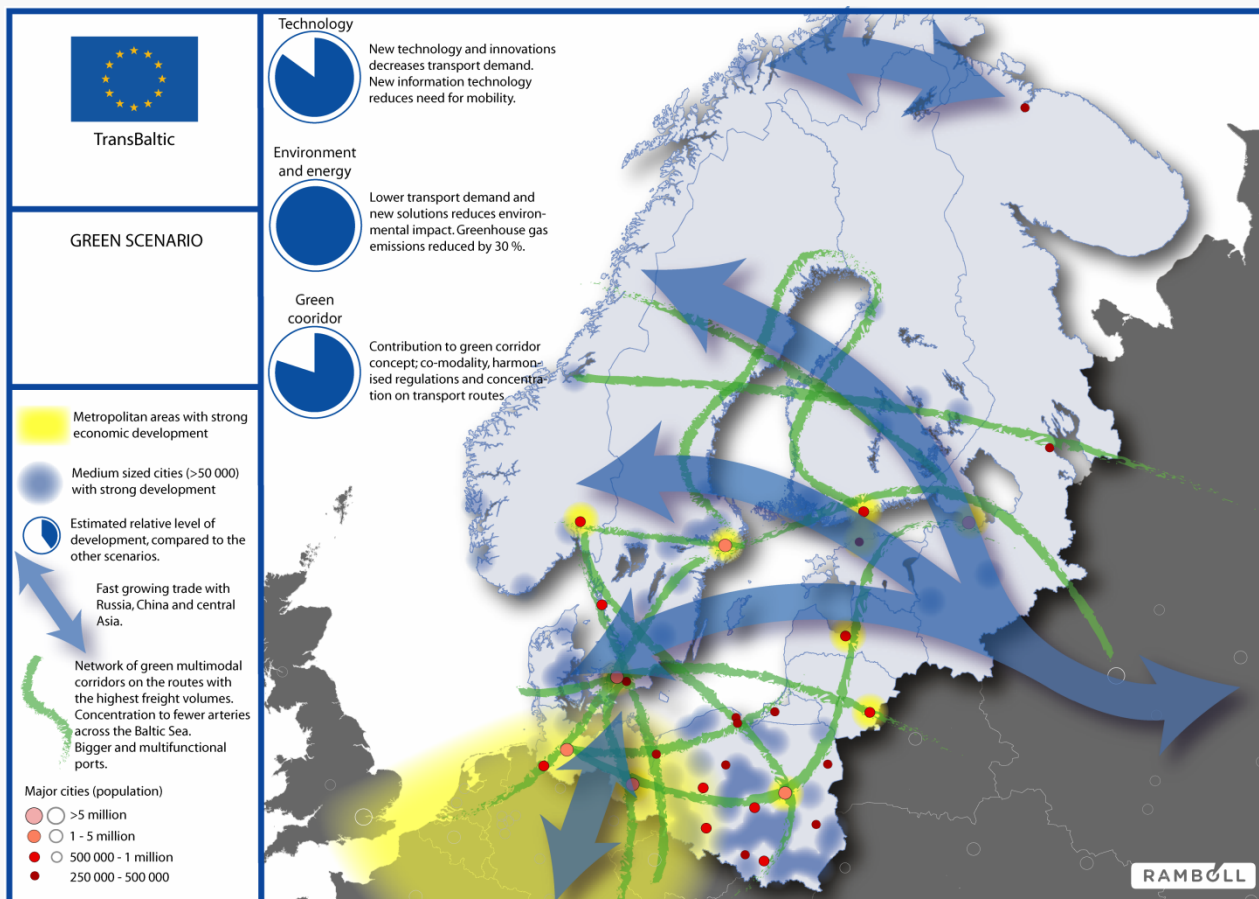 TransBaltic
GREEN SCENARIO
Metropolitan areas with strong
economic development
Medium sized cities (>50 000)
with strong development
Estimated relative level of
development, compared to the
other scenarios.
Fast growing trade with
Russia, China and central
Asia.
Network of green multimodal
corridors on the routes with
the highest freight volumes.
Concentration to fewer arteries
across the Baltic Sea.
Bigger and multifunctional
ports.
Major cities (population)
>5 million
1 - 5 million
500 000 - 1 million
250 000 - 500 000
Technology
New technology and innovations
decreases transport demand.
New information technology
reduces need for mobility.
Environment
and energy
Lower transport demand and
new solutions reduces environ-
mental impact. Greenhouse gas
emissions reduced by 30 %.
Green
cooridor
Contribution to green corridor
concept; co-modality, harmon-
ised regulations and concentra-
tion on transport routes
RAMBOLL